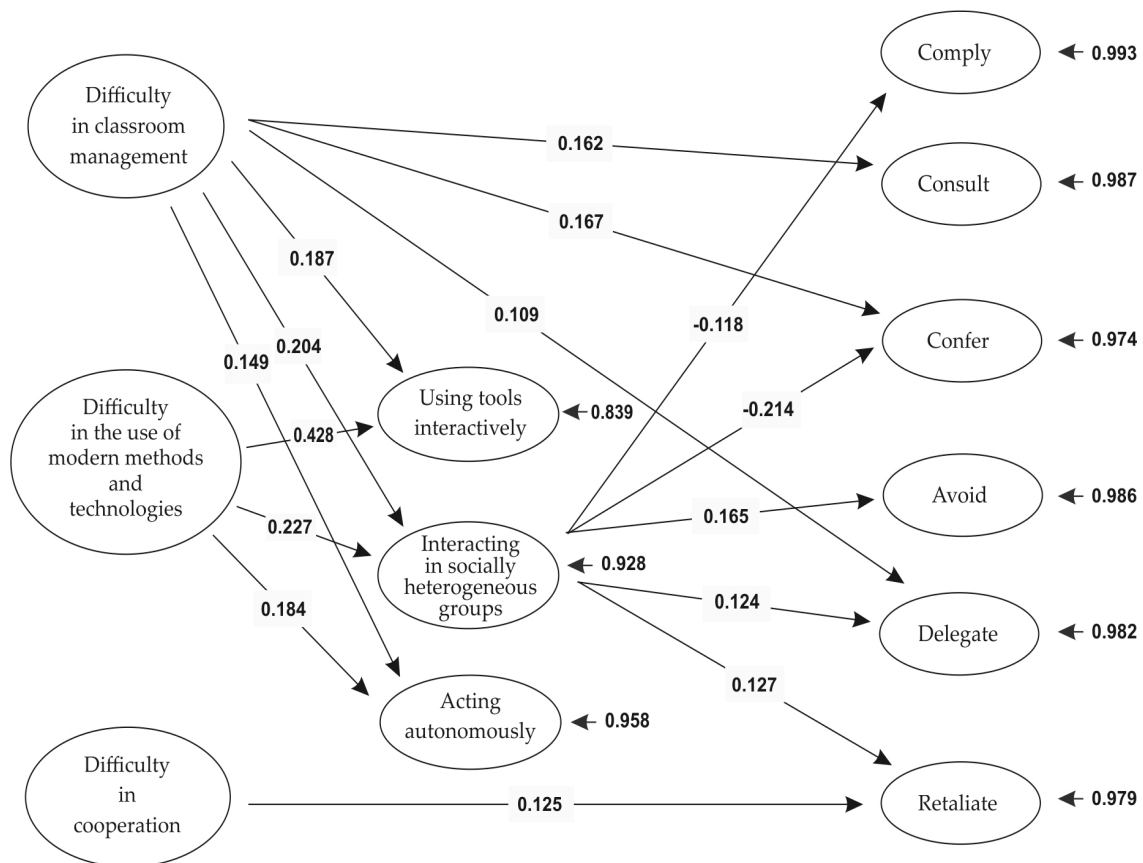 Difficulty
in classroom
management
Difficulty
in the use of
modern methods
and
technologies
Difficulty
in
cooperation
0.162
0.167
0.109
0.187
0.204
0.149
0.428
0.227
0.184
0.125
Using tools
interactively
0.839
Interacting
in socially
heterogeneous
groups
0.928
Acting
autonomously
0.958
-0.118
-0.214
0.165
0.124
0.127
Comply
0.993
Consult
0.987
Confer
0.974
Avoid
0.986
Delegate
0.982
Retaliate
0.979